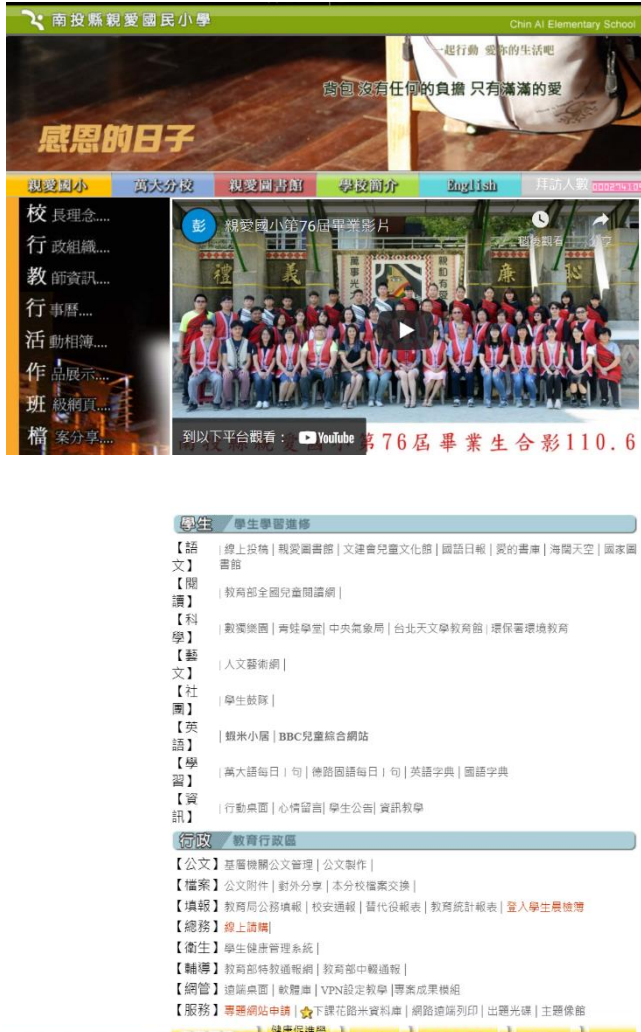 南投縣親愛國民小學
Chin AI Elementary School
一起行動 愛你的生活吧
背包 沒有任何的負擔 只有滿滿的愛
感恩的日子
親愛國小 萬大分校 親愛圖書館 學校簡介 English 拜訪人數
校 長理念....
行 政組織....
教 師資訊....
行 事曆....
活 動相簿....
作 品展示....
班 級網頁....
檔 案分享....
彭 親愛國小第76屆畢業影片
稍後觀看 分享
禮 義 廉 恥
到以下平台觀看： YouTube
第76屆畢業生合影110.6
學生 學生學習進修
【語文】 | 線上投稿 | 親愛圖書館 | 文建會兒童文化館 | 國語日報 | 愛的書庫 | 海闊天空 | 國家圖
書館
【閱讀】 | 教育部全國兒童閱讀網 |
【科學】 | 數獨樂園 | 青蛙學堂 | 中央氣象局 | 台北天文學教育館 | 環保署環境教育
【藝文】 | 人文藝術網 |
【社團】 | 學生鼓隊 |
【英語】 | 蝦米小居 | BBC兒童綜合網站
【學習】 | 萬大語每日1句 | 德路固語每日1句 | 英語字典 | 國語字典
【資訊】 | 行動桌面 | 心情留言 | 學生公告 | 資訊教學
行政 教育行政區
【公文】 基層機關公文管理 | 公文製作 |
【檔案】 公文附件 | 對外分享 | 本分校檔案交換 |
【填報】 教育局公務填報 | 校安通報 | 替代役報表 | 教育統計報表 | 登入學生晨檢簿
【總務】 線上請購 |
【衛生】 學生健康管理系統 |
【輔導】 教育部特教通報網 | 教育部中輟通報 |
【網管】 遠端桌面 | 軟體庫 | VPN設定教學 | 專案成果模組
【服務】 專題網站申請 | 下課花路米資料庫 | 網路遠端列印 | 出題光碟 | 主題像館
健康促進學